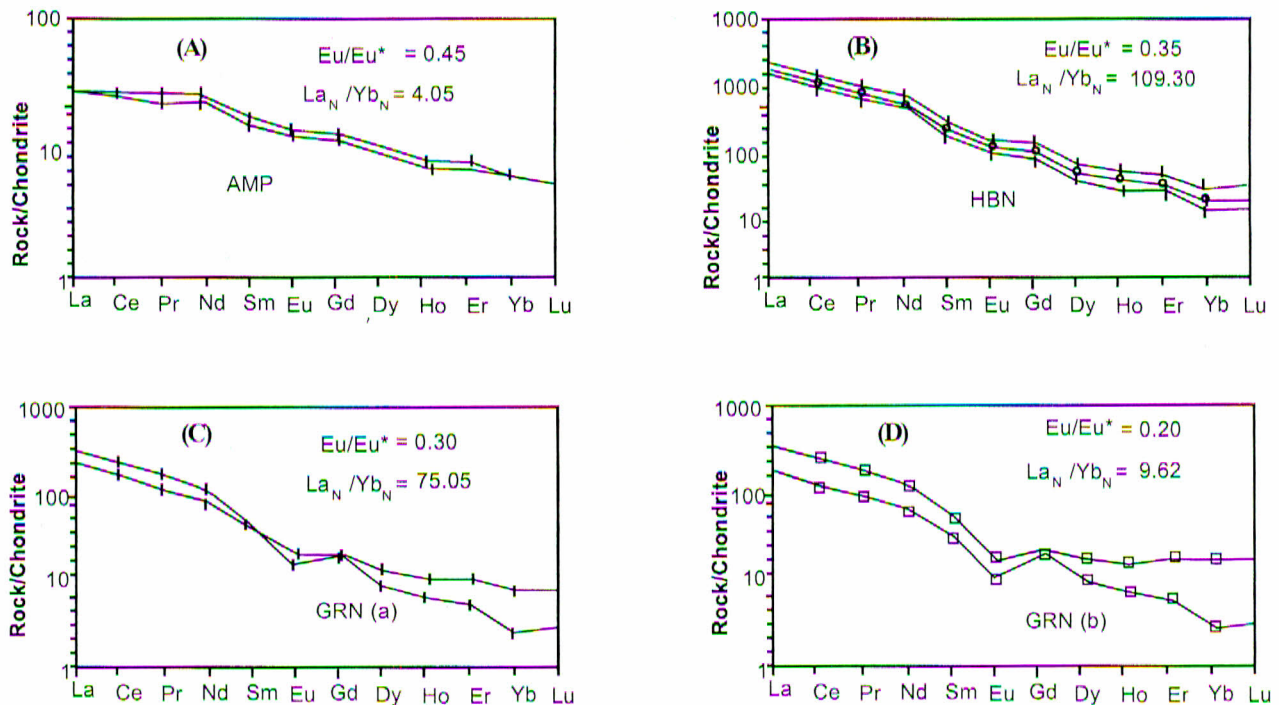 100
(A)
Eu/Eu* = 0.45
LaN /YbN = 4.05
10
AMP
1
Rock/Chondrite
La Ce Pr Nd Sm Eu Gd Dy Ho Er Yb Lu
1000
(B)
Eu/Eu* = 0.35
1000
LaN /YbN = 109.30
100
10
HBN
1
Rock/Chondrite
La Ce Pr Nd Sm Eu Gd Dy Ho Er Yb Lu
1000
(C)
Eu/Eu* = 0.30
LaN /YbN = 75.05
100
10
GRN (a)
1
Rock/Chondrite
La Ce Pr Nd Sm Eu Gd Dy Ho Er Yb Lu
1000
(D)
Eu/Eu* = 0.20
LaN /YbN = 9.62
100
10
GRN (b)
1
Rock/Chondrite
La Ce Pr Nd Sm Eu Gd Dy Ho Er Yb Lu